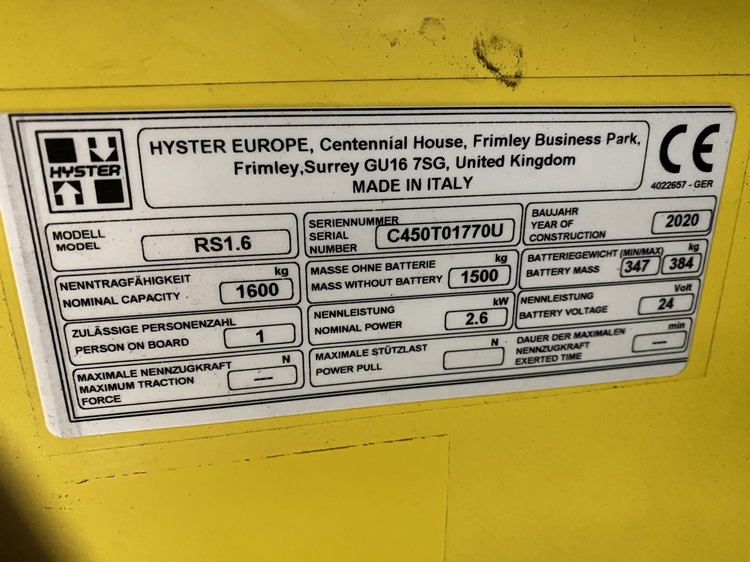 HYSTER
HYSTER EUROPE, Centennial House, Frimley Business Park,
Frimley,Surrey GU16 7SG, United Kingdom
MADE IN ITALY
CE
4022657 - GER
MODELL
MODEL
RS1.6
SERIENNUMMER
SERIAL
NUMBER
C450T01770U
BAUJAHR
YEAR OF
CONSTRUCTION
2020
NENNTRAGFÄHIGKEIT
NOMINAL CAPACITY
kg
1600
MASSE OHNE BATTERIE
MASS WITHOUT BATTERY
kg
1500
BATTERIEGEWICHT (MIN/MAX)
BATTERY MASS
kg
347 384
ZULÄSSIGE PERSONENZAHL
PERSON ON BOARD
1
NENNLEISTUNG
NOMINAL POWER
kW
2.6
NENNLEISTUNG
BATTERY VOLTAGE
Volt
24
MAXIMALE NENNZUGKRAFT
MAXIMUM TRACTION
FORCE
N
---
MAXIMALE STÜTZLAST
POWER PULL
N
DAUER DER MAXIMALEN
NENNZUGKRAFT
EXERTED TIME
min
---